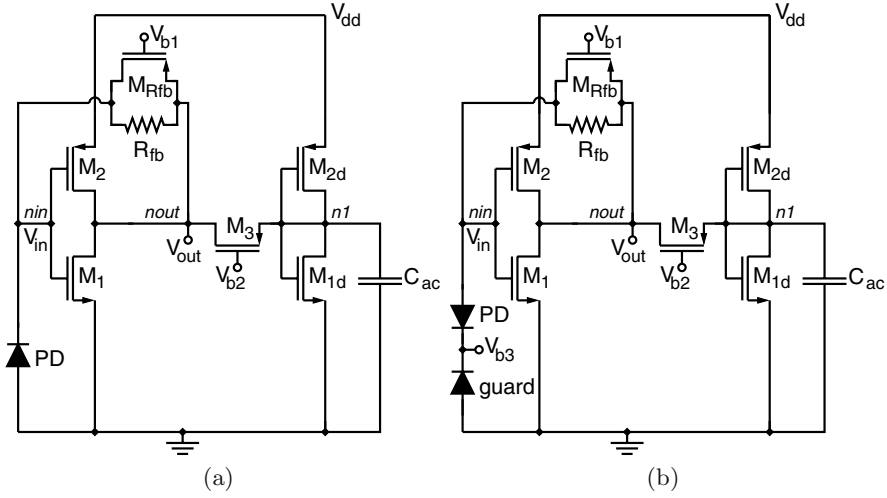 V_dd
V_b1
M_Rfb
R_fb
M_2
M_2d
nin
nout
M_3
n1
V_in
V_out
M_1
V_b2
M_1d
C_ac
PD
(a)
V_dd
V_b1
M_Rfb
R_fb
M_2
M_2d
nin
nout
M_3
n1
V_in
V_out
M_1
V_b2
M_1d
C_ac
PD
V_b3
guard
(b)